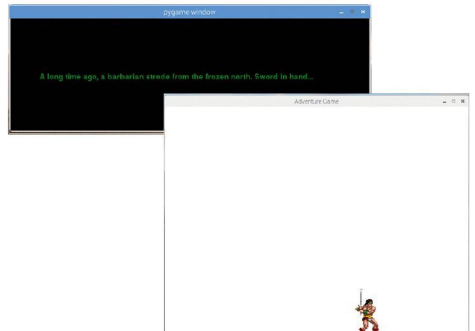 pygame window
A long time ago, a barbarian strode from the frozen north. Sword in hand...
Adventure Game